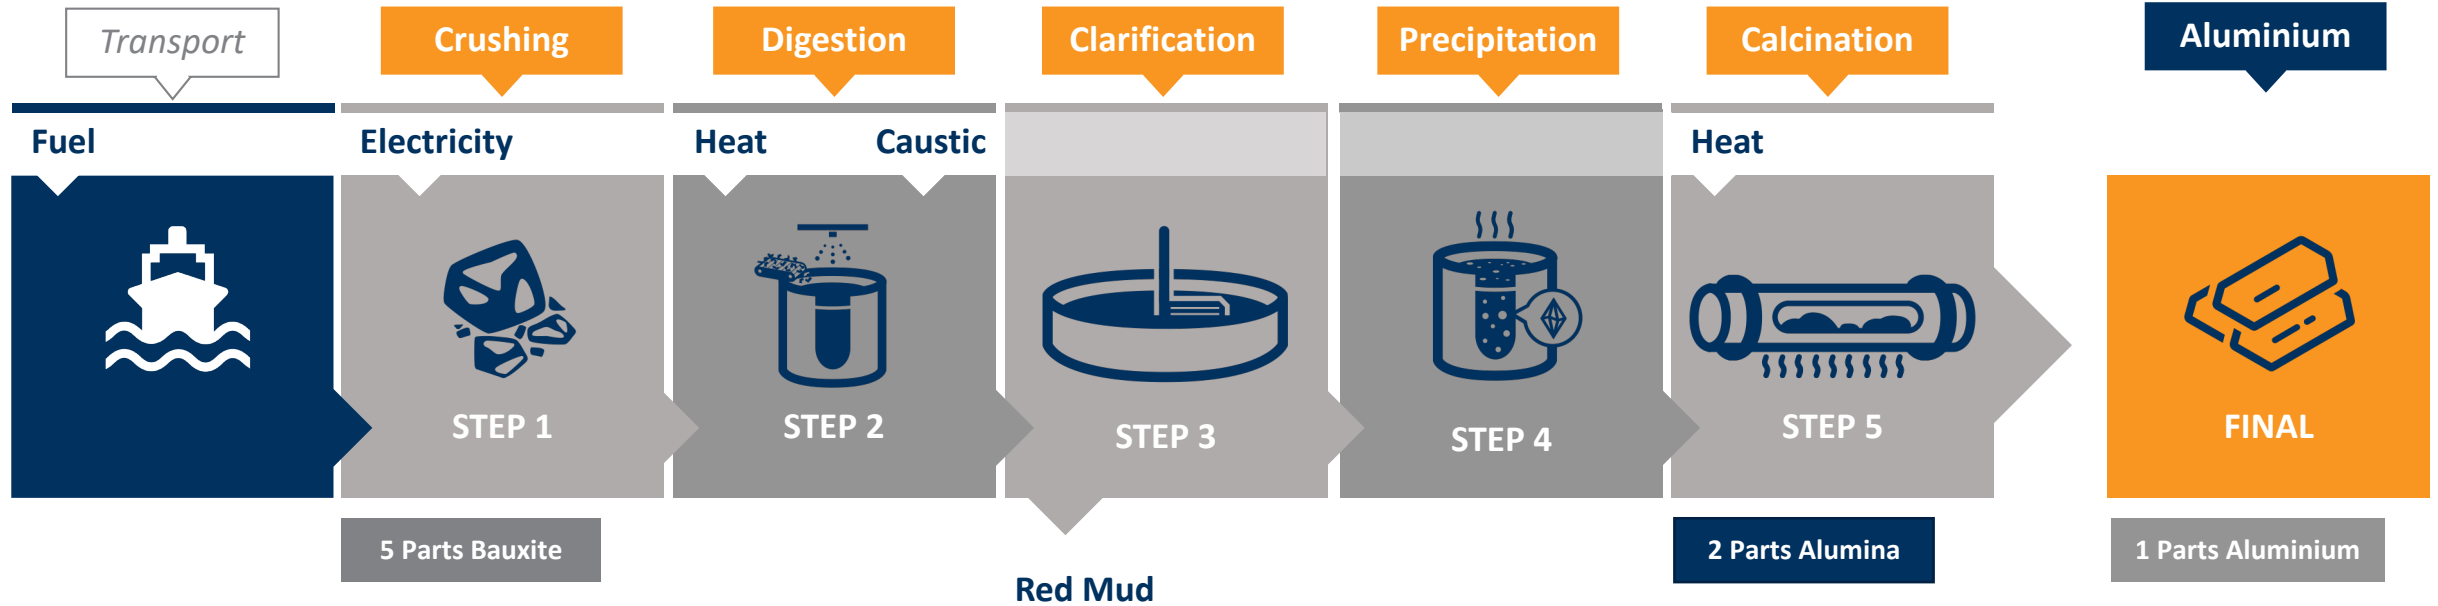 Transport
Crushing
Digestion
Clarification
Precipitation
Calcination
Aluminium
Fuel
Electricity
Heat
Caustic
Heat
STEP 1
STEP 2
STEP 3
STEP 4
STEP 5
FINAL
5 Parts Bauxite
2 Parts Alumina
1 Parts Aluminium
Red Mud